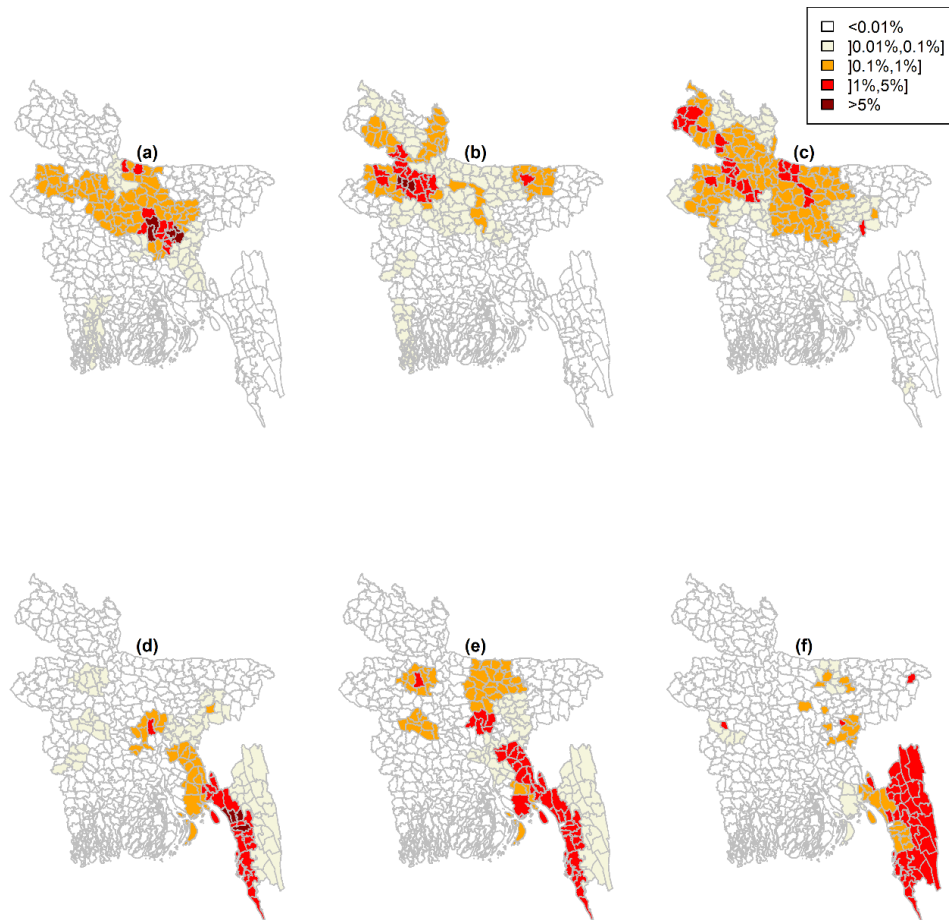 <0.01%
]0.01%,0.1%]
]0.1%,1%]
]1%,5%]
>5%
(a)
(b)
(c)
(d)
(e)
(f)